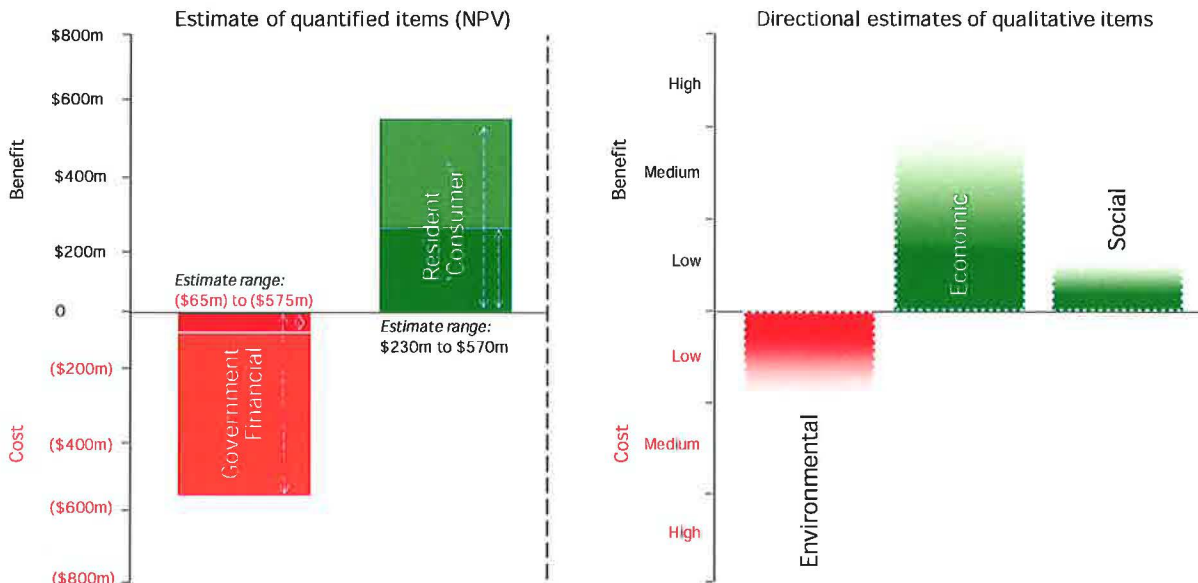 Estimate of quantified items (NPV)
$800m
$600m
$400m
$200m
0
($200m)
($400m)
($600m)
($800m)
Benefit
Cost
Estimate range:
($65m) to ($575m)
Government
Financial
Resident
Consumer
Estimate range:
$230m to $570m
Directional estimates of qualitative items
High
Medium
Low
Low
Medium
High
Benefit
Cost
Environmental
Economic
Social